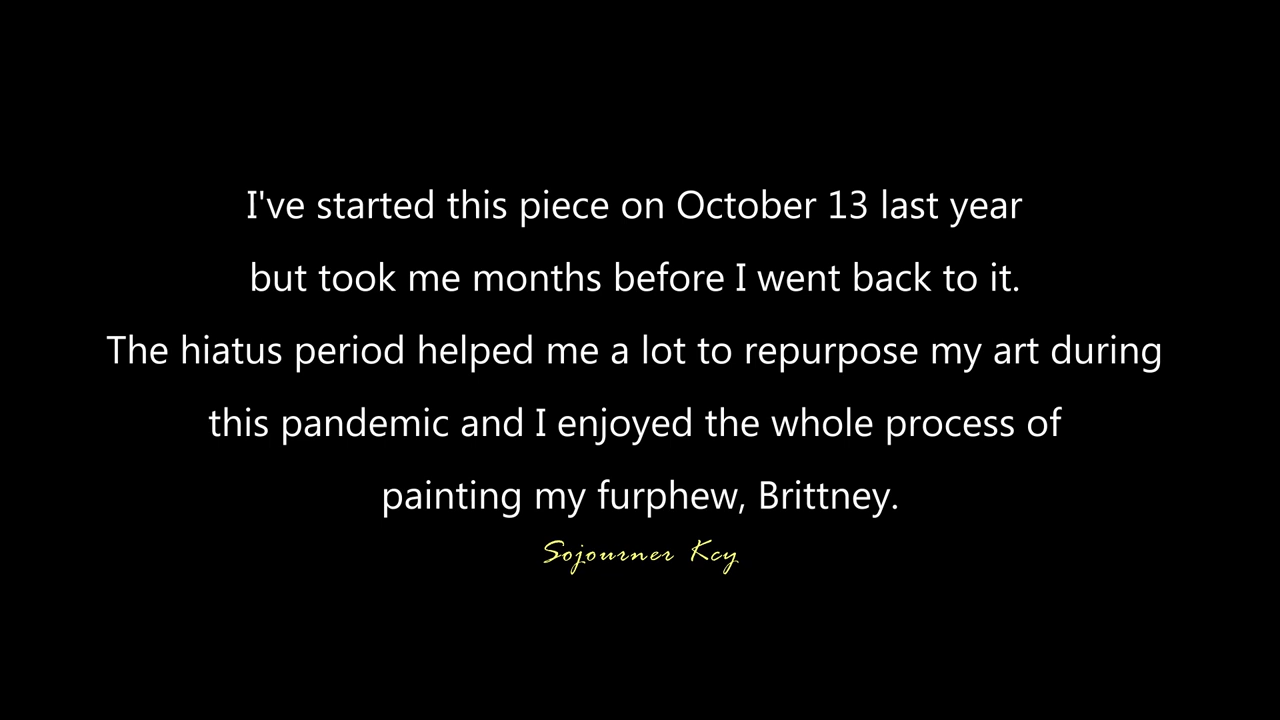 I've started this piece on October 13 last year
but took me months before I went back to it.
The hiatus period helped me a lot to repurpose my art during
this pandemic and I enjoyed the whole process of
painting my furphew, Brittney.
Sojourner Kcy